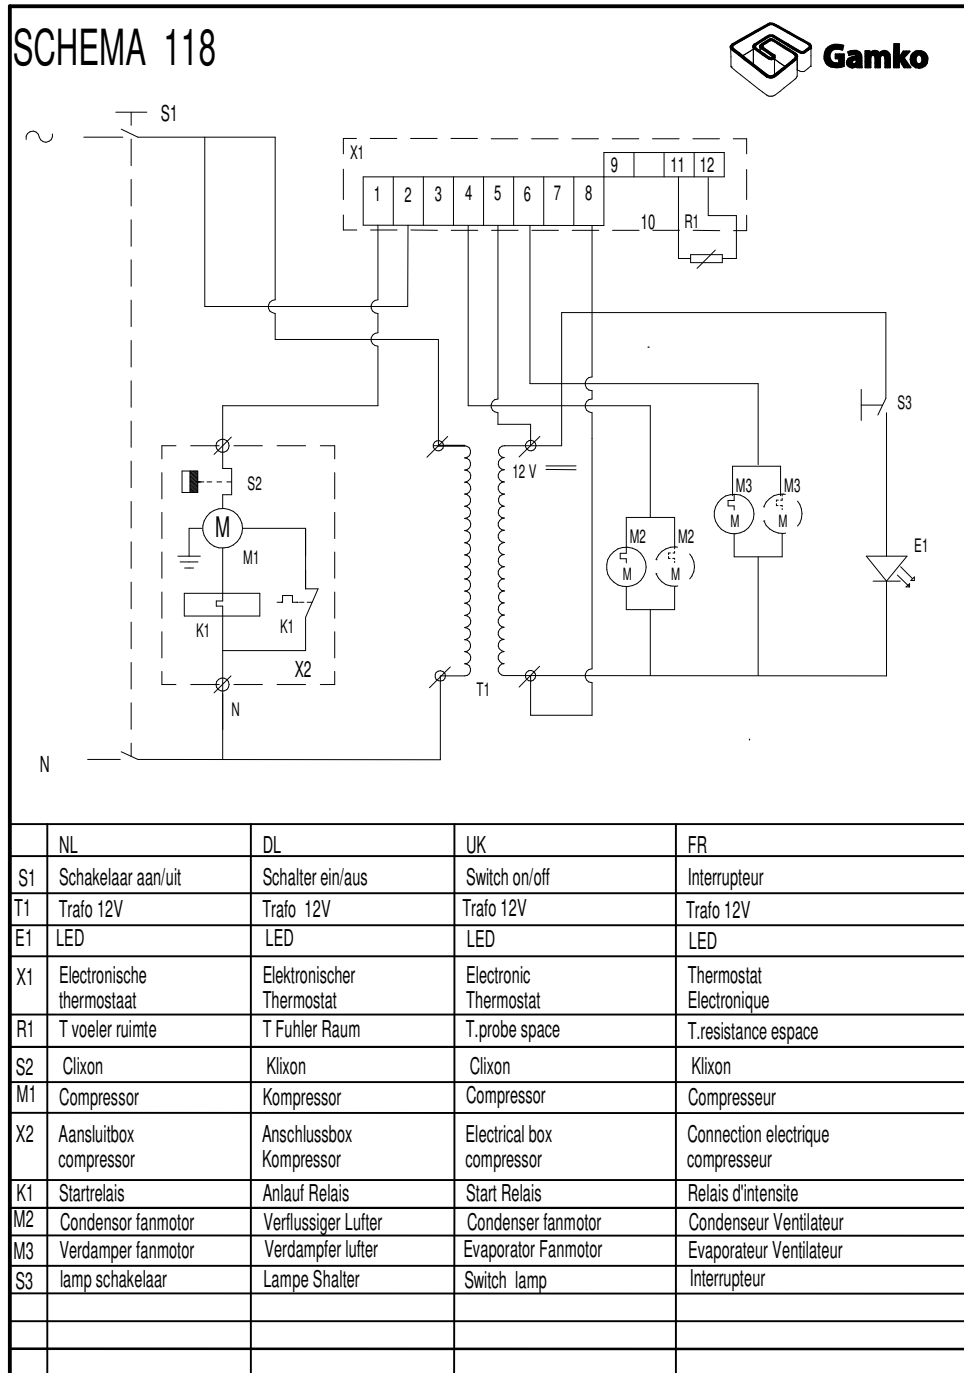 SCHEMA 118
Gamko
S1
X1
9 11 12
1 2 3 4 5 6 7 8
10 R1
S3
12 V
S2
M3 M3
M M
M
M1
M2 M2
M M
E1
K1 K1
X2
T1
N
N
NL DL UK FR
S1 Schakelaar aan/uit Schalter ein/aus Switch on/off Interrupteur
T1 Trafo 12V Trafo 12V Trafo 12V Trafo 12V
E1 LED LED LED LED
X1 Electronische Elektronischer Electronic Thermostat
thermostaat Thermostat Thermostat Electronique
R1 T voeler ruimte T Fuhler Raum T.probe space T.resistance espace
S2 Clixon Klixon Clixon Klixon
M1 Compressor Kompressor Compressor Compresseur
X2 Aansluitbox Anschlussbox Electrical box Connection electrique
compressor Kompressor compressor compresseur
K1 Startrelais Anlauf Relais Start Relais Relais d'intensite
M2 Condensor fanmotor Verflussiger Lufter Condenser fanmotor Condenseur Ventilateur
M3 Verdamper fanmotor Verdampfer lufter Evaporator Fanmotor Evaporateur Ventilateur
S3 lamp schakelaar Lampe Shalter Switch lamp Interrupteur